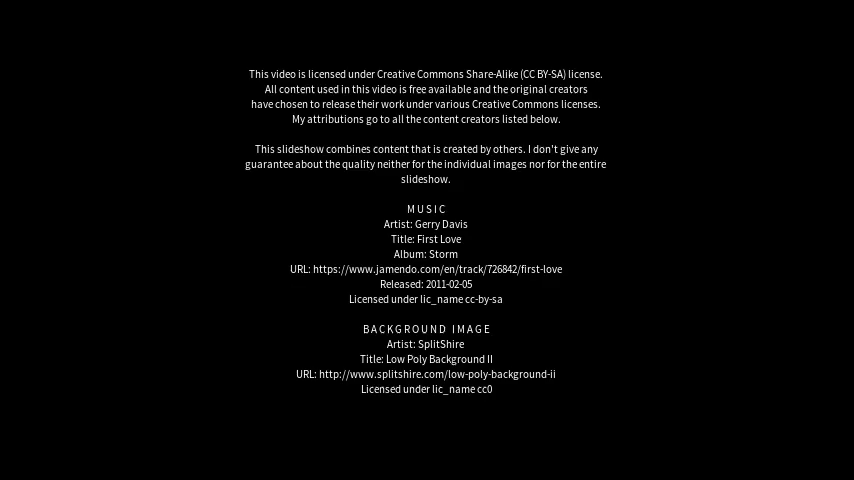 This video is licensed under Creative Commons Share-Alike (CC BY-SA) license.
All content used in this video is free available and the original creators
have chosen to release their work under various Creative Commons licenses.
My attributions go to all the content creators listed below.
This slideshow combines content that is created by others. I don't give any
guarantee about the quality neither for the individual images nor for the entire
slideshow.
MUSIC
Artist: Gerry Davis
Title: First Love
Album: Storm
URL: https://www.jamendo.com/en/track/726842/first-love
Released: 2011-02-05
Licensed under lic_name cc-by-sa
BACKGROUND IMAGE
Artist: SplitShire
Title: Low Poly Background II
URL: http://www.splitshire.com/low-poly-background-ii
Licensed under lic_name cc0